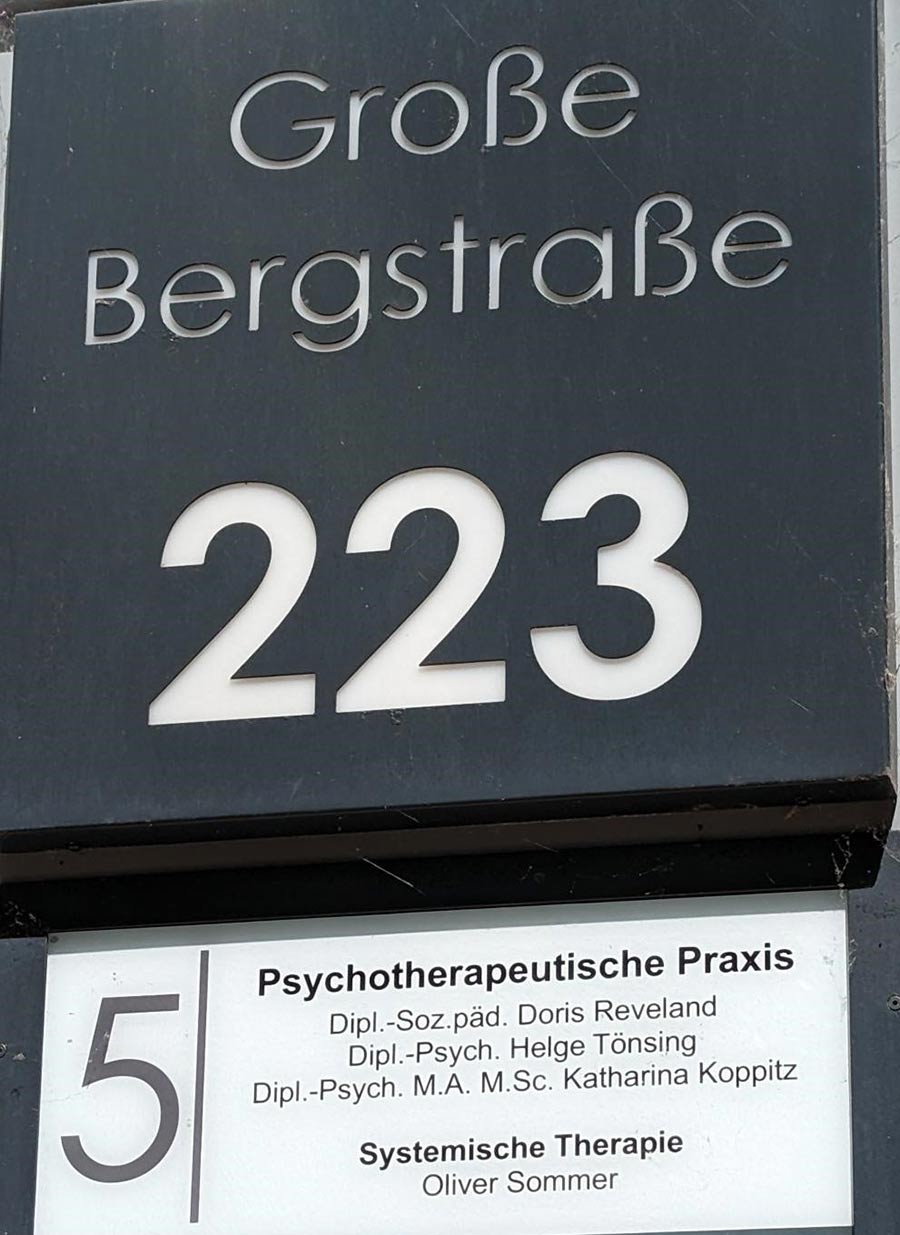 Große
Bergstraße
223
5
Psychotherapeutische Praxis
Dipl.-Soz.päd. Doris Reveland
Dipl.-Psych. Helge Tönsing
Dipl.-Psych. M.A. M.Sc. Katharina Koppitz
Systemische Therapie
Oliver Sommer